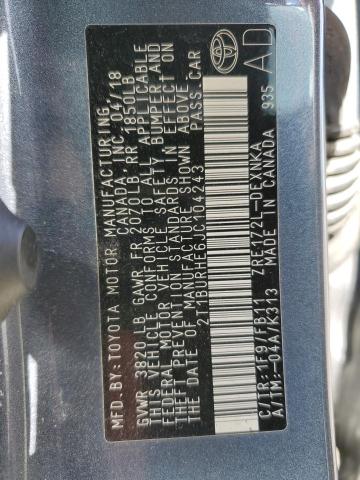 MFD.BY: TOYOTA MOTOR MANUFACTURING
CANADA, INC. 04/18
GVWR 3820 LB GAWR FR 2070LB, RR 1850LB
THIS VEHICLE CONFORMS TO ALL APPLICABLE
FEDERAL MOTOR VEHICLE SAFETY, BUMPER AND
THEFT PREVENTION STANDARDS IN EFFECT ON
THE DATE OF MANUFACTURE SHOWN ABOVE
2T1BURHE6JC104243 PASS.CAR
ZRE172L-DEXNKA AD
C/TR:-1F9/FB11
A/TM:-04A/K313 MADE IN CANADA 935